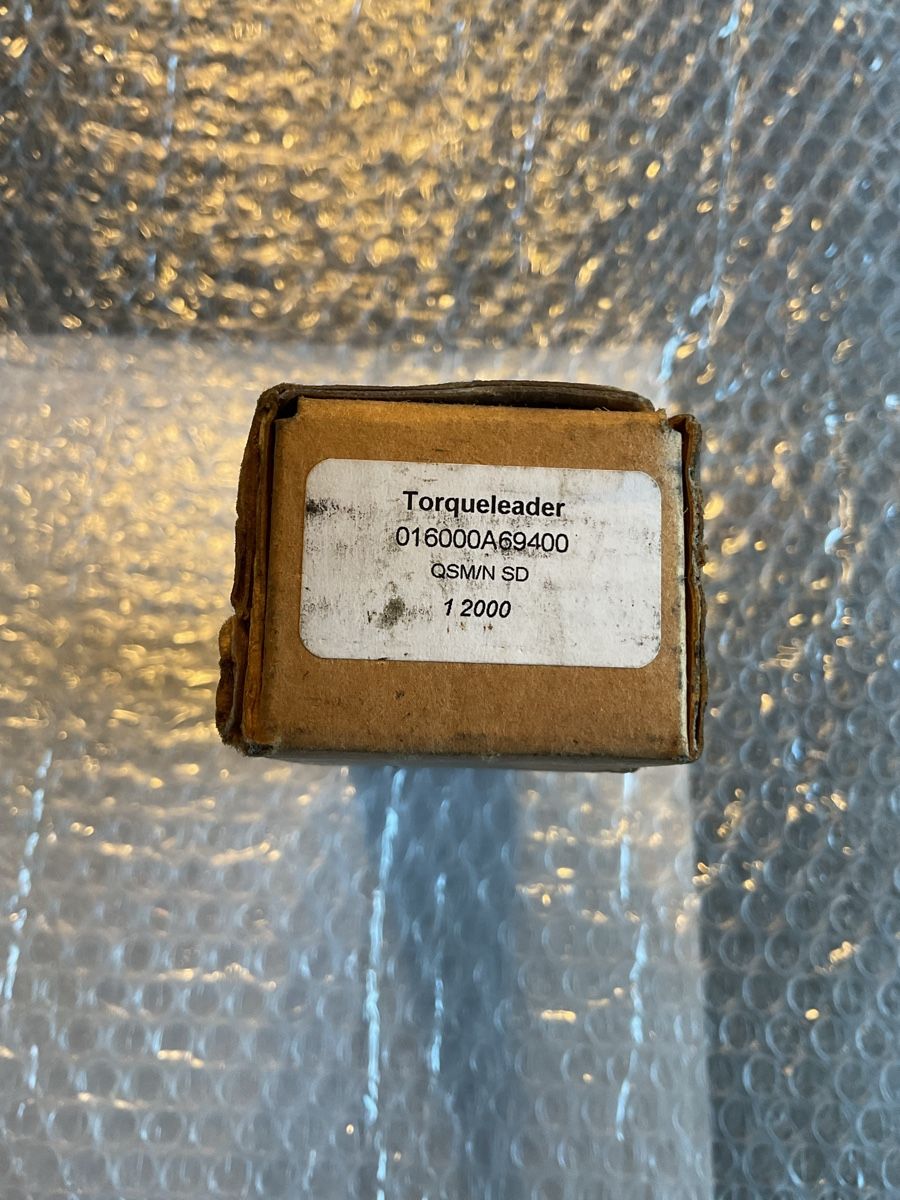 Torqueleader
016000A69400
QSM/N SD
1 2000